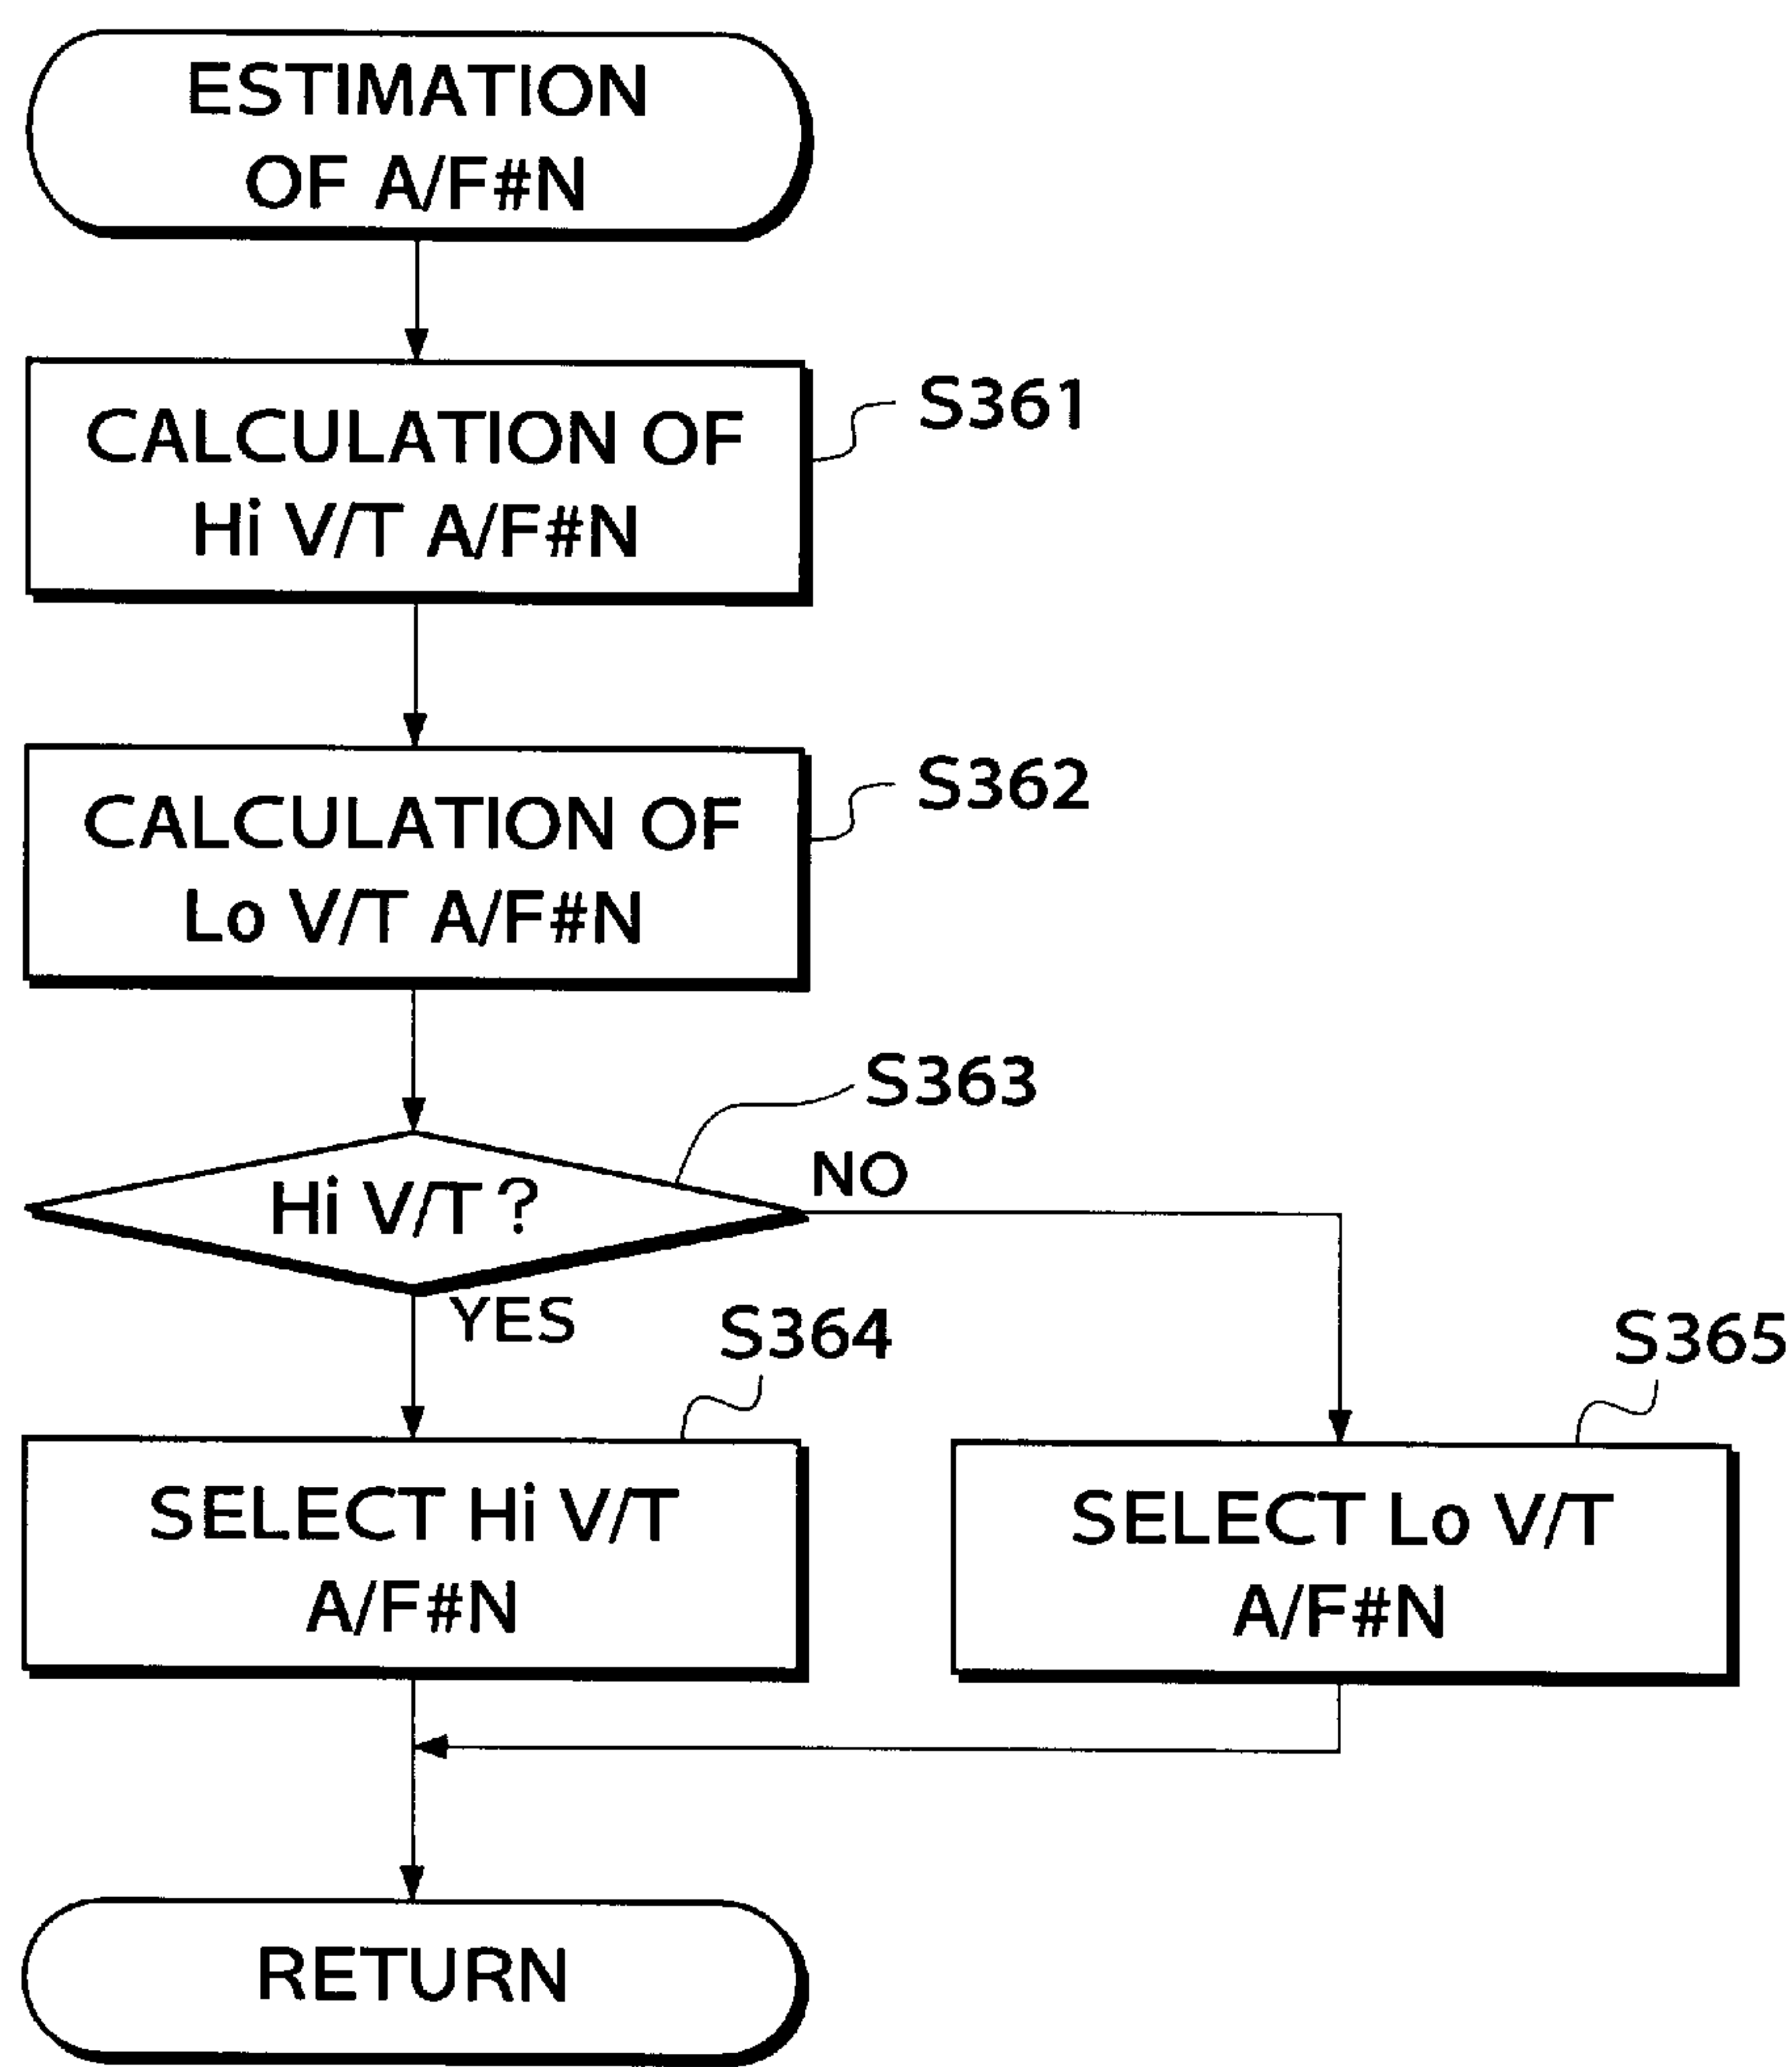 ESTIMATION
OF A/F#N
CALCULATION OF
Hi V/T A/F#N
S361
CALCULATION OF
Lo V/T A/F#N
S362
S363
Hi V/T ?
NO
YES
S364
SELECT Hi V/T
A/F#N
S365
SELECT Lo V/T
A/F#N
RETURN